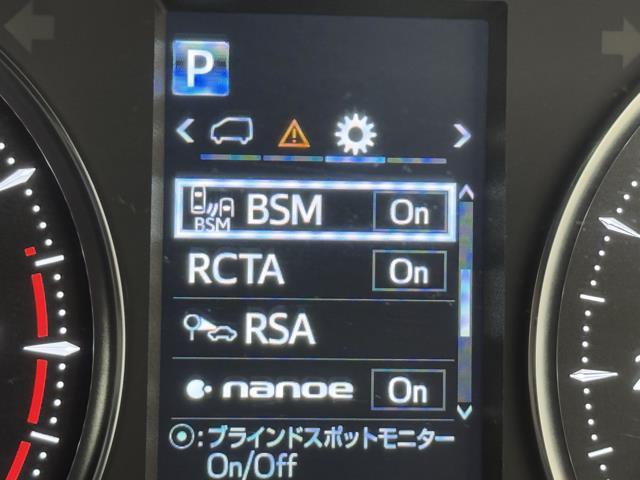 P
BSM BSM On
RCTA On
RSA
nanoe On
⦿:ブラインドスポットモニター
On/Off